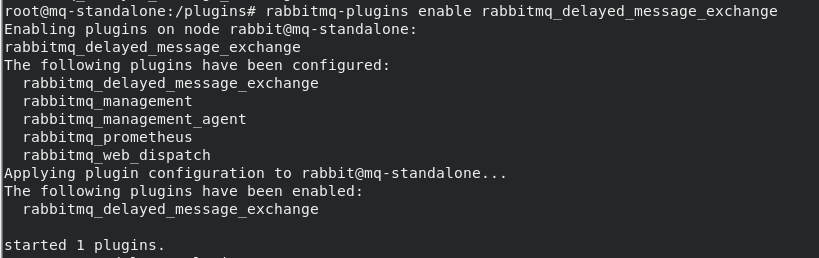 root@mq-standalone:/plugins# rabbitmq-plugins enable rabbitmq_delayed_message_exchange
Enabling plugins on node rabbit@mq-standalone:
rabbitmq_delayed_message_exchange
The following plugins have been configured:
  rabbitmq_delayed_message_exchange
  rabbitmq_management
  rabbitmq_management_agent
  rabbitmq_prometheus
  rabbitmq_web_dispatch
Applying plugin configuration to rabbit@mq-standalone...
The following plugins have been enabled:
  rabbitmq_delayed_message_exchange

started 1 plugins.